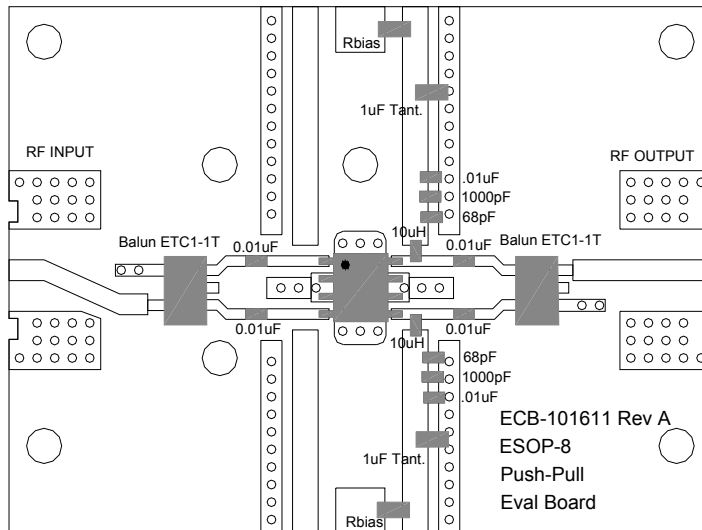 Rbias
1uF Tant.
RF INPUT
RF OUTPUT
.01uF
1000pF
68pF
Balun ETC1-1T
0.01uF
10uH
0.01uF
Balun ETC1-1T
0.01uF
10uH
0.01uF
68pF
1000pF
.01uF
1uF Tant.
Rbias
ECB-101611 Rev A
ESOP-8
Push-Pull
Eval Board